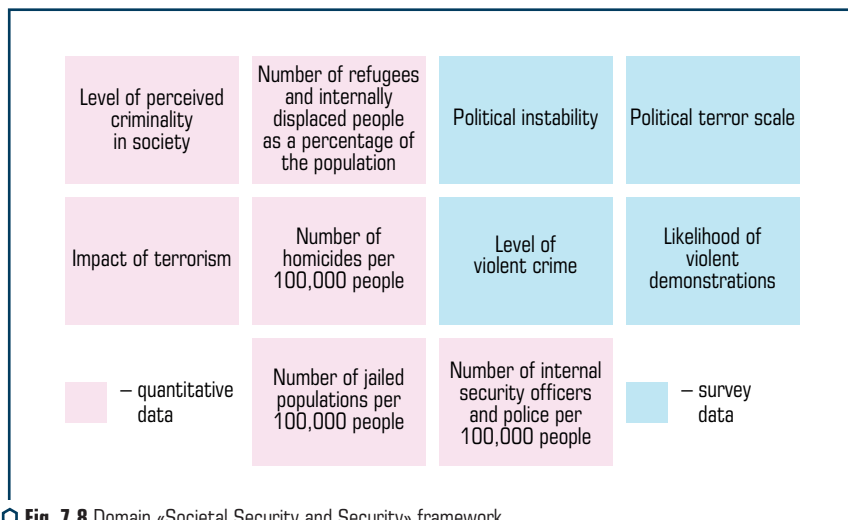 Level of perceived
criminality
in society
Number of refugees
and internally
displaced people
as a percentage of
the population
Political instability
Political terror scale
Impact of terrorism
Number of
homicides per
100,000 people
Level of
violent crime
Likelihood of
violent
demonstrations
– quantitative
data
Number of jailed
populations per
100,000 people
Number of internal
security officers
and police per
100,000 people
– survey
data
Fig. 7.8 Domain «Societal Security and Security» framework